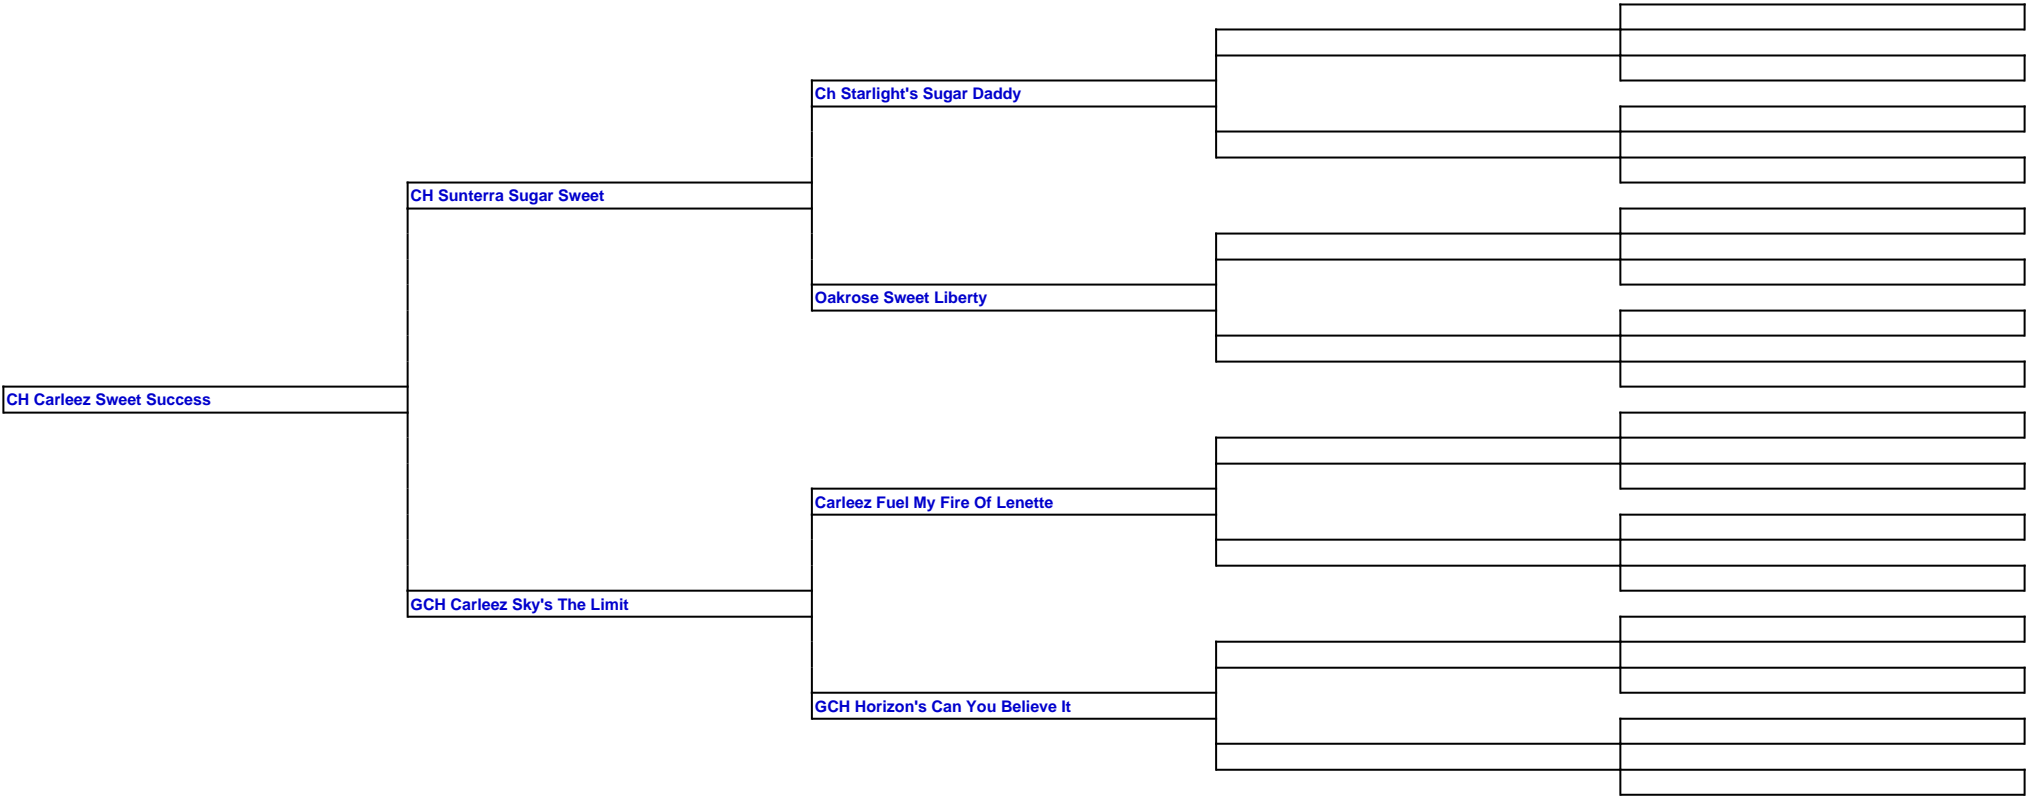 Ch Starlight's Sugar Daddy
CH Sunterra Sugar Sweet
Oakrose Sweet Liberty
CH Carleez Sweet Success
Carleez Fuel My Fire Of Lenette
GCH Carleez Sky's The Limit
GCH Horizon's Can You Believe It